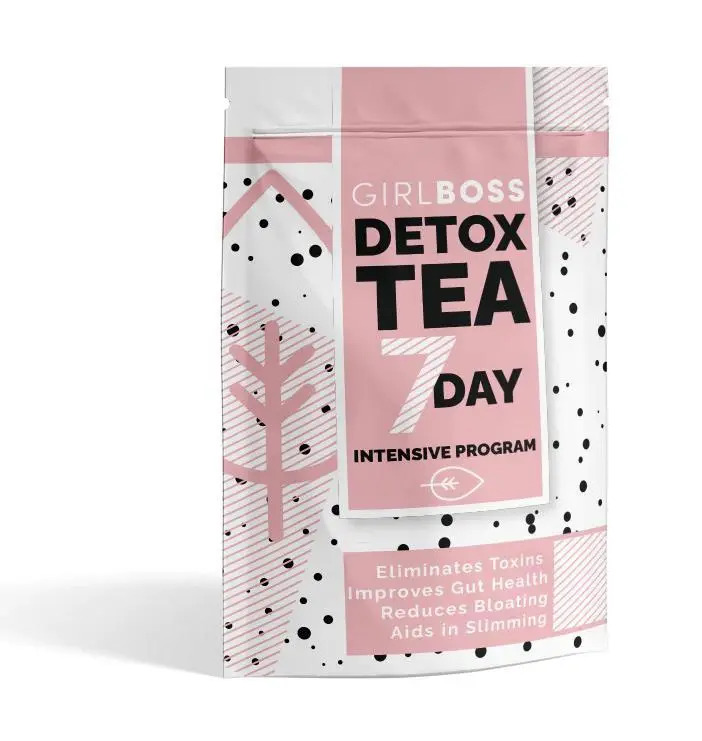 GIRLBOSS
DETOX
TEA
7 DAY
INTENSIVE PROGRAM
Eliminates Toxins
Improves Gut Health
Reduces Bloating
Aids in Slimming